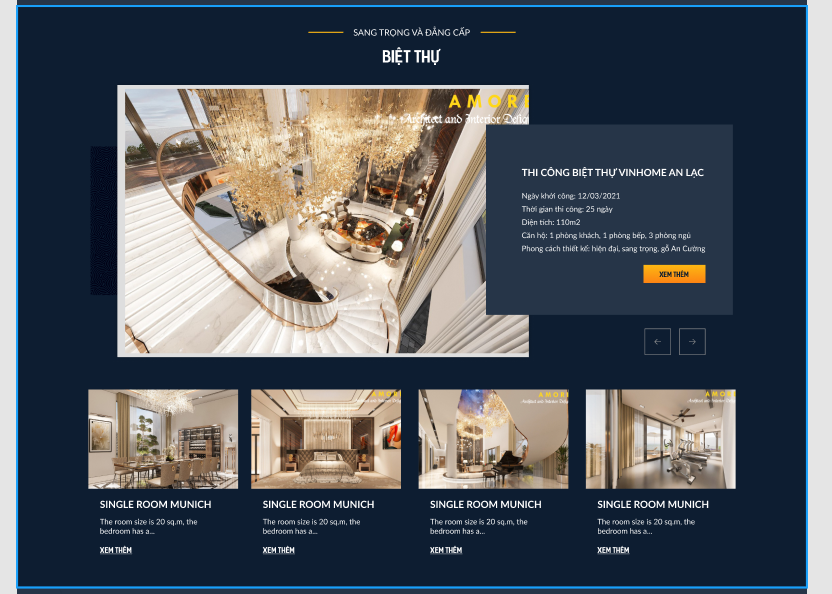 SANG TRỌNG VÀ ĐẲNG CẤP
BIỆT THỰ
AMORE
Architect and Interior Design
THI CÔNG BIỆT THỰ VINHOME AN LẠC
Ngày khởi công: 12/03/2021
Thời gian thi công: 25 ngày
Diện tích: 110m2
Căn hộ: 1 phòng khách, 1 phòng bếp, 3 phòng ngủ
Phong cách thiết kế: hiện đại, sang trọng, gỗ An Cường
XEM THÊM
SINGLE ROOM MUNICH
The room size is 20 sq.m, the
bedroom has a...
XEM THÊM
SINGLE ROOM MUNICH
The room size is 20 sq.m, the
bedroom has a...
XEM THÊM
SINGLE ROOM MUNICH
The room size is 20 sq.m, the
bedroom has a...
XEM THÊM
SINGLE ROOM MUNICH
The room size is 20 sq.m, the
bedroom has a...
XEM THÊM